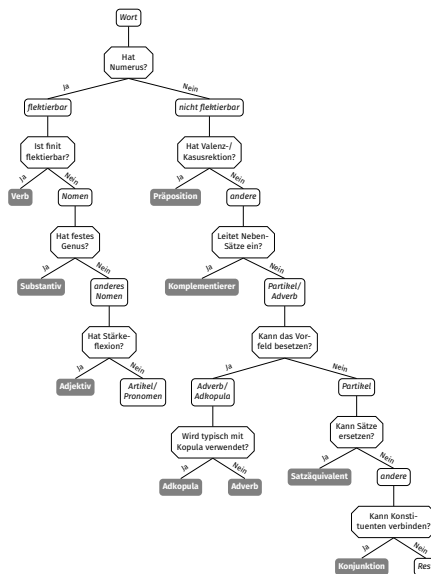 Wort
Hat
Numerus?
Ja
Nein
flektierbar
nicht flektierbar
Ist finit
flektierbar?
Hat Valenz-/
Kasusrektion?
Ja
Nein
Ja
Nein
Verb
Nomen
Präposition
andere
Hat festes
Genus?
Leitet Neben-
Sätze ein?
Ja
Nein
Ja
Nein
Substantiv
anderes
Nomen
Komplementierer
Partikel/
Adverb
Hat Stärke-
flexion?
Kann das Vor-
feld besetzen?
Ja
Nein
Ja
Nein
Adjektiv
Artikel/
Pronomen
Adverb/
Adkopula
Partikel
Wird typisch mit
Kopula verwendet?
Kann Sätze
ersetzen?
Ja
Nein
Ja
Nein
Adkopula
Adverb
Satzäquivalent
andere
Kann Konsti-
tuenten verbinden?
Ja
Nein
Konjunktion
Res